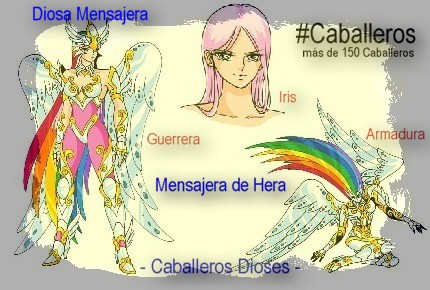 Diosa Mensajera
#Caballeros
más de 150 Caballeros
Iris
Guerrera
Armadura
Mensajera de Hera
- Caballeros Dioses -